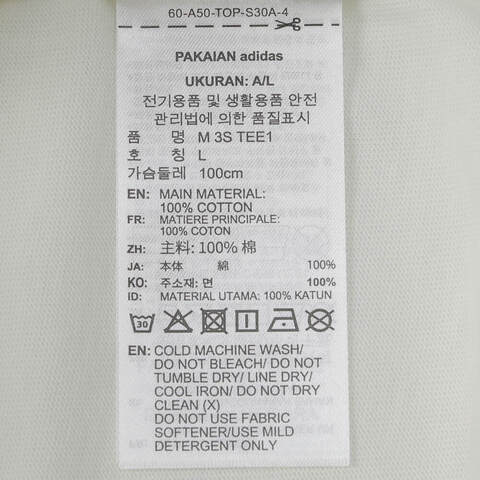 60-A50-TOP-S30A-4
PAKAIAN adidas
UKURAN: A/L
전기용품 및 생활용품 안전
관리법에 의한 품질표시
품 명 M 3S TEE1
호 칭 L
가슴둘레 100cm
EN: MAIN MATERIAL:
100% COTTON
FR: MATIERE PRINCIPALE:
100% COTON
ZH: 主料: 100% 棉
JA: 本体 綿 100%
KO: 주소재: 면 100%
ID: MATERIAL UTAMA: 100% KATUN
30
EN: COLD MACHINE WASH/
DO NOT BLEACH/ DO NOT
TUMBLE DRY/ LINE DRY/
COOL IRON/ DO NOT DRY
CLEAN (X)
DO NOT USE FABRIC
SOFTENER/USE MILD
DETERGENT ONLY